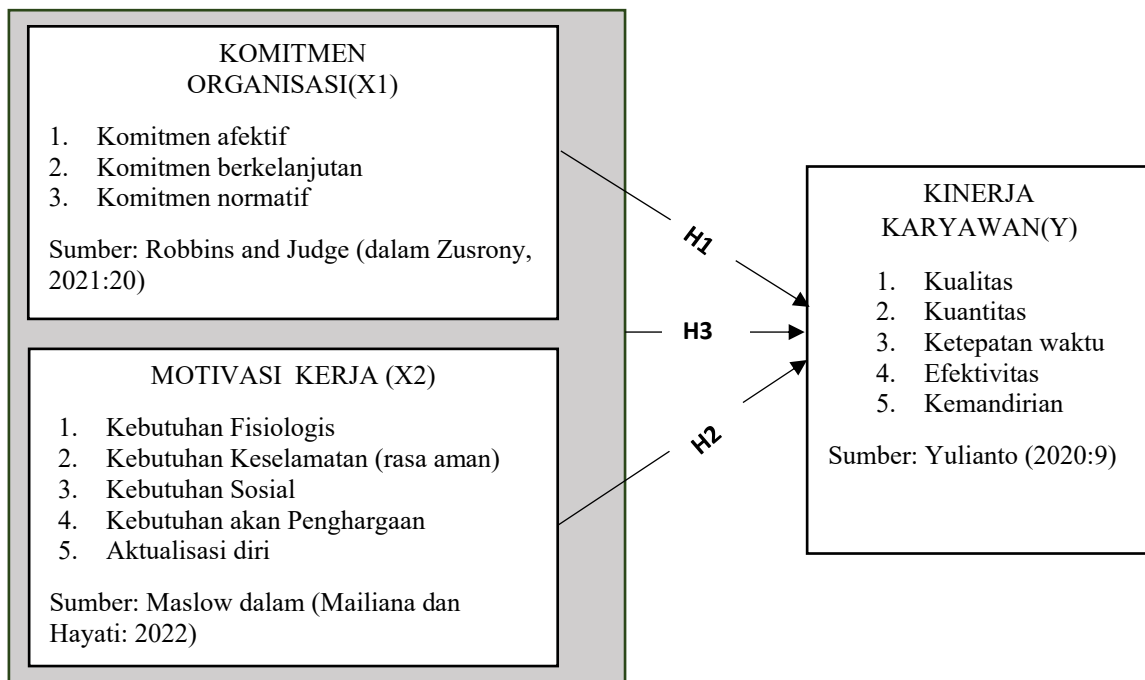 KOMITMEN
ORGANISASI(X1)
1. Komitmen afektif
2. Komitmen berkelanjutan
3. Komitmen normatif
Sumber: Robbins and Judge (dalam Zusrony,
2021:20)
MOTIVASI KERJA (X2)
1. Kebutuhan Fisiologis
2. Kebutuhan Keselamatan (rasa aman)
3. Kebutuhan Sosial
4. Kebutuhan akan Penghargaan
5. Aktualisasi diri
Sumber: Maslow dalam (Mailiana dan
Hayati: 2022)
H1
H3
H2
KINERJA
KARYAWAN(Y)
1. Kualitas
2. Kuantitas
3. Ketepatan waktu
4. Efektivitas
5. Kemandirian
Sumber: Yulianto (2020:9)